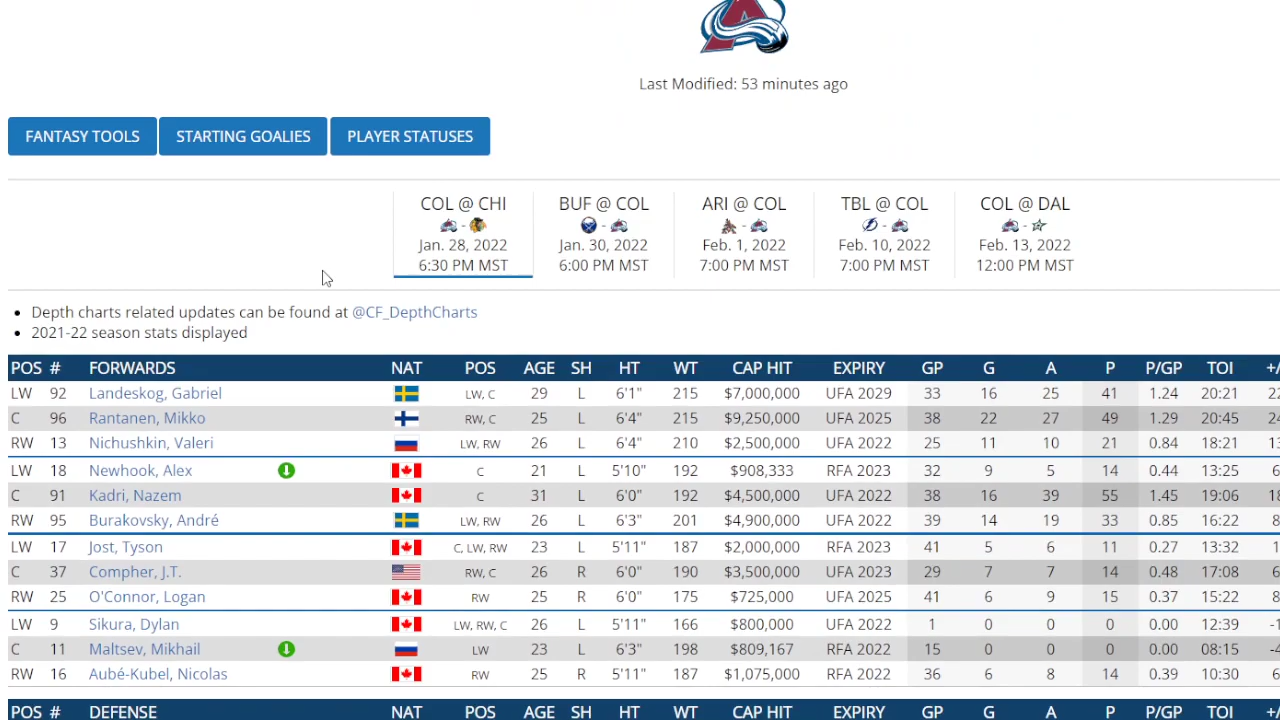 Last Modified: 53 minutes ago
FANTASY TOOLS STARTING GOALIES PLAYER STATUSES
COL @ CHI BUF @ COL ARI @ COL TBL @ COL COL @ DAL
- - - - -
Jan. 28, 2022 Jan. 30, 2022 Feb. 1, 2022 Feb. 10, 2022 Feb. 13, 2022
6:30 PM MST 6:00 PM MST 7:00 PM MST 7:00 PM MST 12:00 PM MST
• Depth charts related updates can be found at @CF_DepthCharts
• 2021-22 season stats displayed
POS # FORWARDS NAT POS AGE SH HT WT CAP HIT EXPIRY GP G A P P/GP TOI +/
LW 92 Landeskog, Gabriel LW, C 29 L 6'1" 215 $7,000,000 UFA 2029 33 16 25 41 1.24 20:21 22
C 96 Rantanen, Mikko RW, C 25 L 6'4" 215 $9,250,000 UFA 2025 38 22 27 49 1.29 20:45
RW 13 Nichushkin, Valeri LW, RW 26 L 6'4" 210 $2,500,000 UFA 2022 25 11 10 21 0.84 18:21
LW 18 Newhook, Alex C 21 L 5'10" 192 $908,333 RFA 2023 32 9 5 14 0.44 13:25 6
C 91 Kadri, Nazem C 31 L 6'0" 192 $4,500,000 UFA 2022 38 16 39 55 1.45 19:06
RW 95 Burakovsky, André LW, RW 26 L 6'3" 201 $4,900,000 UFA 2022 39 14 19 33 0.85 16:22 8
LW 17 Jost, Tyson C, LW, RW 23 L 5'11" 187 $2,000,000 RFA 2023 41 5 6 11 0.27 13:32
C 37 Compher, J.T. RW, C 26 R 6'0" 190 $3,500,000 UFA 2023 29 7 7 14 0.48 17:08
RW 25 O'Connor, Logan RW 25 R 6'0" 175 $725,000 UFA 2025 41 6 9 15 0.37 15:22 8
LW 9 Sikura, Dylan LW, RW, C 26 L 5'11" 166 $800,000 UFA 2022 1 0 0 0 0.00 12:39 -1
C 11 Maltsev, Mikhail LW 23 L 6'3" 198 $809,167 RFA 2022 15 0 0 0 0.00 08:15 -4
RW 16 Aubé-Kubel, Nicolas RW 25 R 5'11" 187 $1,075,000 RFA 2022 36 6 8 14 0.39 10:30 6
POS # DEFENSE NAT POS AGE SH HT WT CAP HIT EXPIRY GP G A P P/GP TOI +/